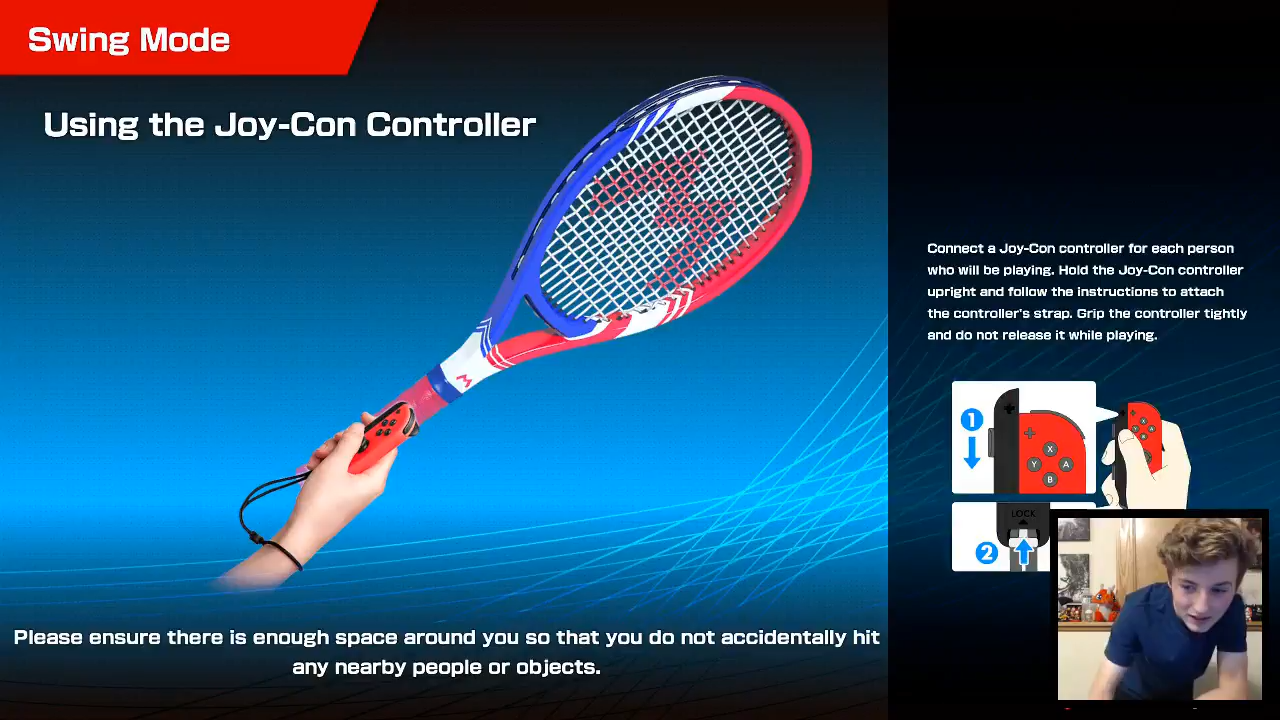 Swing Mode
Using the Joy-Con Controller
M
Connect a Joy-Con controller for each person
who will be playing. Hold the Joy-Con controller
upright and follow the instructions to attach
the controller's strap. Grip the controller tightly
and do not release it while playing.
1
X
Y A
B
LOCK
2
Please ensure there is enough space around you so that you do not accidentally hit
any nearby people or objects.